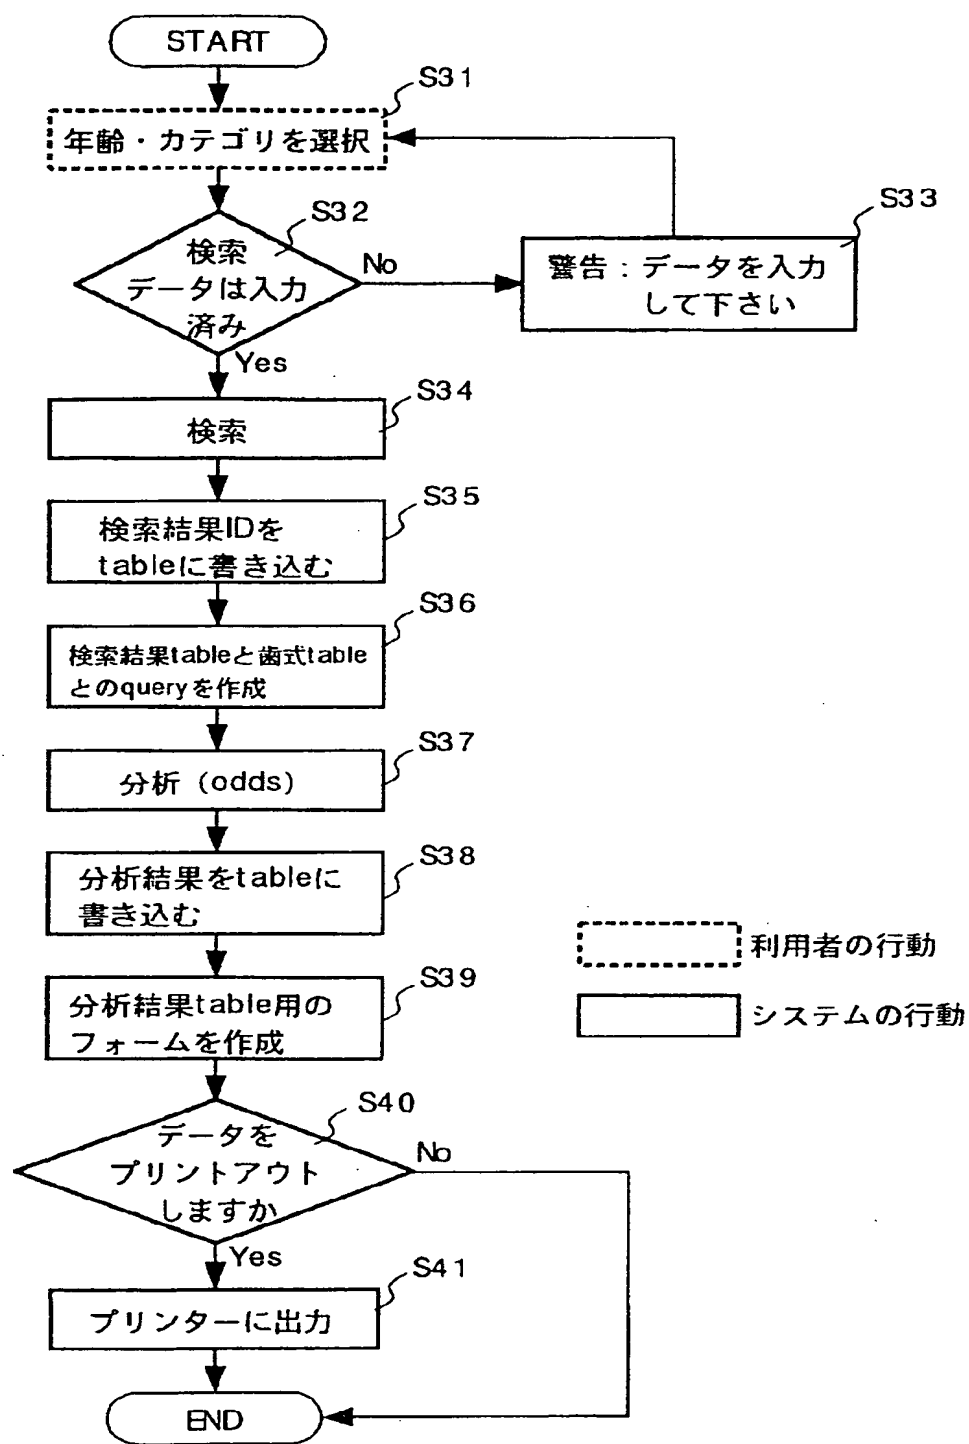 START
S31
年齢・カテゴリを選択
S32
検索
データは入力
済み
No
S33
警告：データを入力
して下さい
Yes
S34
検索
S35
検索結果IDを
tableに書き込む
S36
検索結果tableと歯式table
とのqueryを作成
S37
分析（odds）
S38
分析結果をtableに
書き込む
利用者の行動
S39
分析結果table用の
フォームを作成
システムの行動
S40
データを
プリントアウト
しますか
No
Yes
S41
プリンターに出力
END